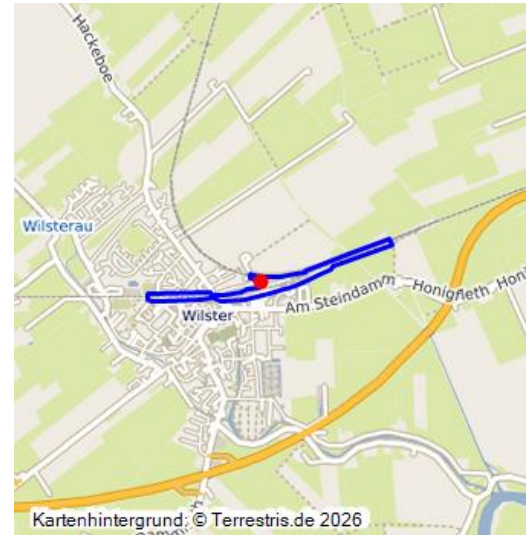 Hackeboe
Wilsterau
Am Steindamm
Honigfleth
Wilster
Kartenhintergrund: © Terrestris.de 2026